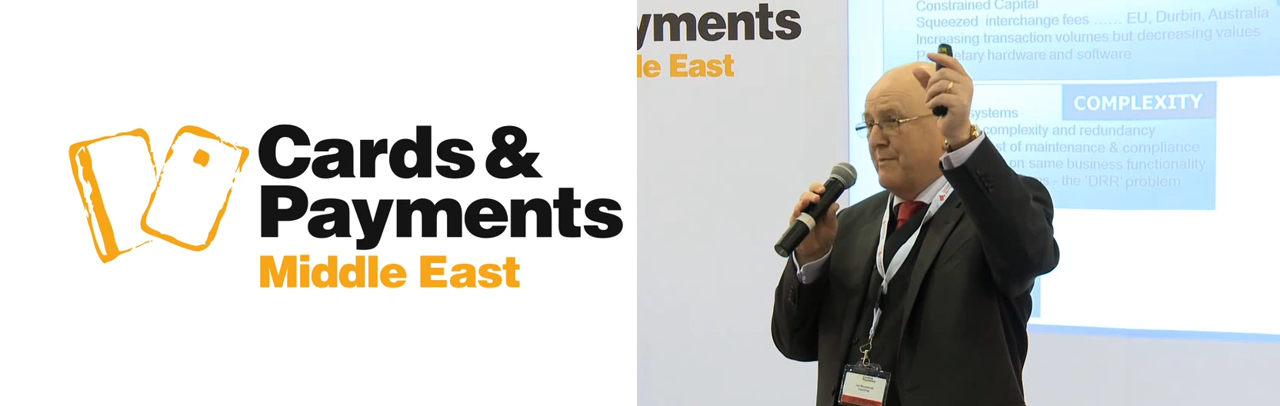 Cards &
Payments
Middle East
yments
le East
Constrained Capital
Squeezed interchange fees ...... EU, Durbin, Australia
Increasing transaction volumes but decreasing values
etary hardware and software
COMPLEXITY
systems
complexity and redundancy
st of maintenance & compliance
on same business functionality
- the 'DRR' problem